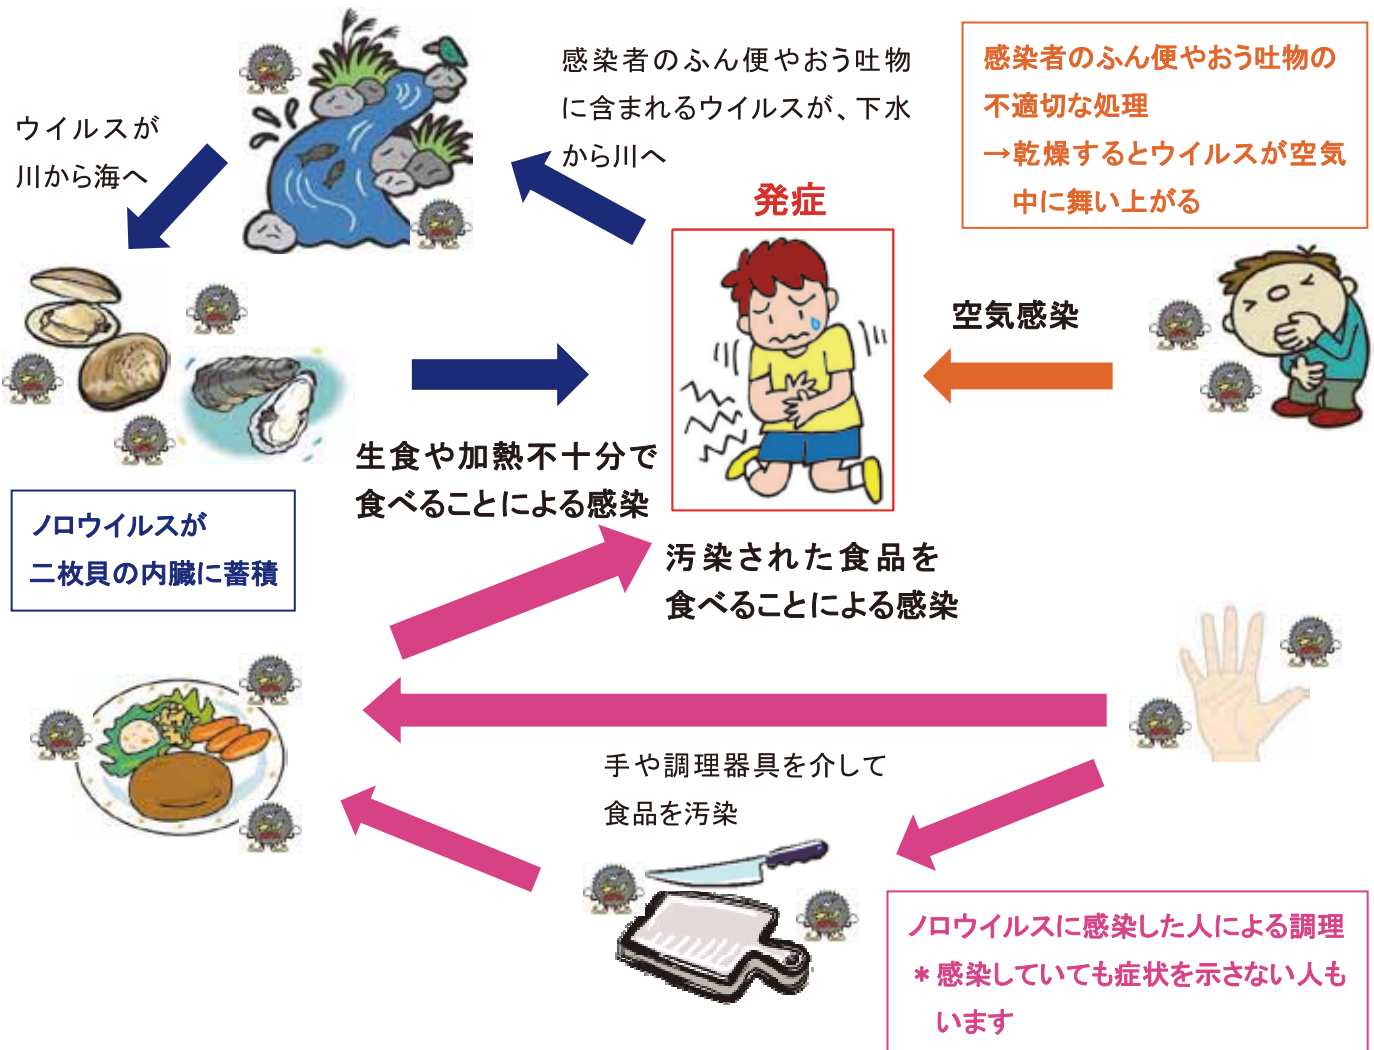 感染者のふん便やおう吐物
に含まれるウイルスが、下水
から川へ
感染者のふん便やおう吐物の
不適切な処理
→乾燥するとウイルスが空気
中に舞い上がる
ウイルスが
川から海へ
発症
空気感染
生食や加熱不十分で
食べることによる感染
ノロウイルスが
二枚貝の内臓に蓄積
汚染された食品を
食べることによる感染
手や調理器具を介して
食品を汚染
ノロウイルスに感染した人による調理
＊感染していても症状を示さない人も
います